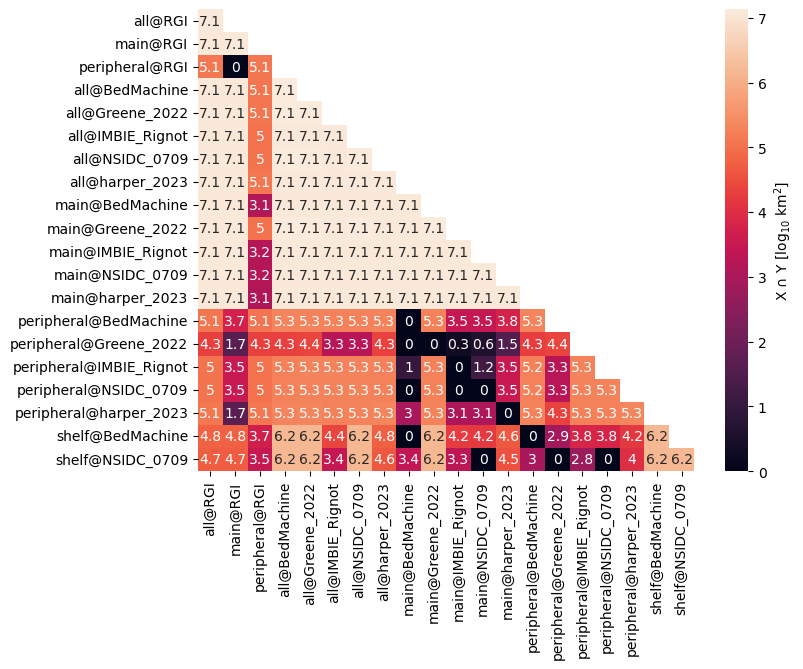 all@RGI 7.1
main@RGI 7.1 7.1
peripheral@RGI 5.1 0 5.1
all@BedMachine 7.1 7.1 5.1 7.1
all@Greene_2022 7.1 7.1 5.1 7.1 7.1
all@IMBIE_Rignot 7.1 7.1 5 7.1 7.1 7.1
all@NSIDC_0709 7.1 7.1 5 7.1 7.1 7.1 7.1
all@harper_2023 7.1 7.1 5.1 7.1 7.1 7.1 7.1 7.1
main@BedMachine 7.1 7.1 3.1 7.1 7.1 7.1 7.1 7.1 7.1
main@Greene_2022 7.1 7.1 5 7.1 7.1 7.1 7.1 7.1 7.1 7.1
main@IMBIE_Rignot 7.1 7.1 3.2 7.1 7.1 7.1 7.1 7.1 7.1 7.1 7.1
main@NSIDC_0709 7.1 7.1 3.2 7.1 7.1 7.1 7.1 7.1 7.1 7.1 7.1 7.1
main@harper_2023 7.1 7.1 3.1 7.1 7.1 7.1 7.1 7.1 7.1 7.1 7.1 7.1 7.1
peripheral@BedMachine 5.1 3.7 5.1 5.3 5.3 5.3 5.3 5.3 0 5.3 3.5 3.5 3.8 5.3
peripheral@Greene_2022 4.3 1.7 4.3 4.3 4.4 3.3 3.3 4.3 0 0 0.3 0.6 1.5 4.3 4.4
peripheral@IMBIE_Rignot 5 3.5 5 5.3 5.3 5.3 5.3 5.3 1 5.3 0 1.2 3.5 5.2 3.3 5.3
peripheral@NSIDC_0709 5 3.5 5 5.3 5.3 5.3 5.3 5.3 0 5.3 0 0 3.5 5.2 3.3 5.3 5.3
peripheral@harper_2023 5.1 1.7 5.1 5.3 5.3 5.3 5.3 5.3 3 5.3 3.1 3.1 0 5.3 4.3 5.3 5.3 5.3
shelf@BedMachine 4.8 4.8 3.7 6.2 6.2 4.4 6.2 4.8 0 6.2 4.2 4.2 4.6 0 2.9 3.8 3.8 4.2 6.2
shelf@NSIDC_0709 4.7 4.7 3.5 6.2 6.2 3.4 6.2 4.6 3.4 6.2 3.3 0 4.5 3 0 2.8 0 4 6.2 6.2
all@RGI
main@RGI
peripheral@RGI
all@BedMachine
all@Greene_2022
all@IMBIE_Rignot
all@NSIDC_0709
all@harper_2023
main@BedMachine
main@Greene_2022
main@IMBIE_Rignot
main@NSIDC_0709
main@harper_2023
peripheral@BedMachine
peripheral@Greene_2022
peripheral@IMBIE_Rignot
peripheral@NSIDC_0709
peripheral@harper_2023
shelf@BedMachine
shelf@NSIDC_0709
7
6
5
4
3
2
1
0
X ∩ Y [log₁₀ km²]